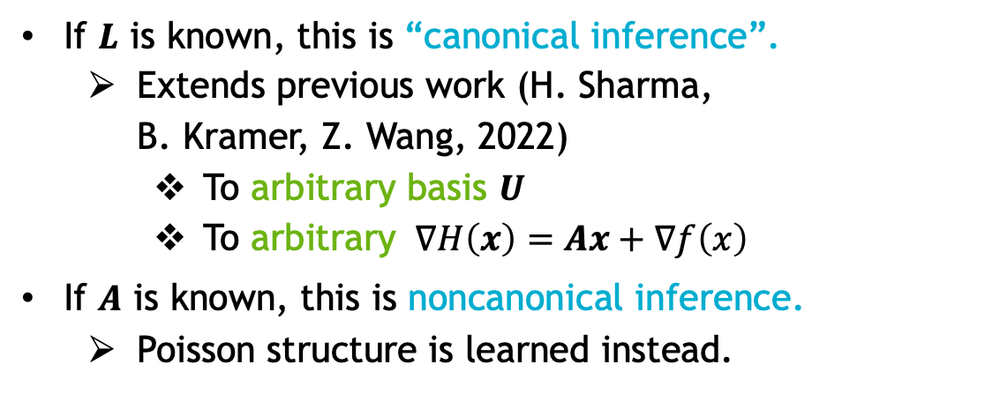 • If L is known, this is “canonical inference”.
➢ Extends previous work (H. Sharma,
B. Kramer, Z. Wang, 2022)
❖ To arbitrary basis U
❖ To arbitrary ∇H(x) = Ax + ∇f(x)
• If A is known, this is noncanonical inference.
➢ Poisson structure is learned instead.